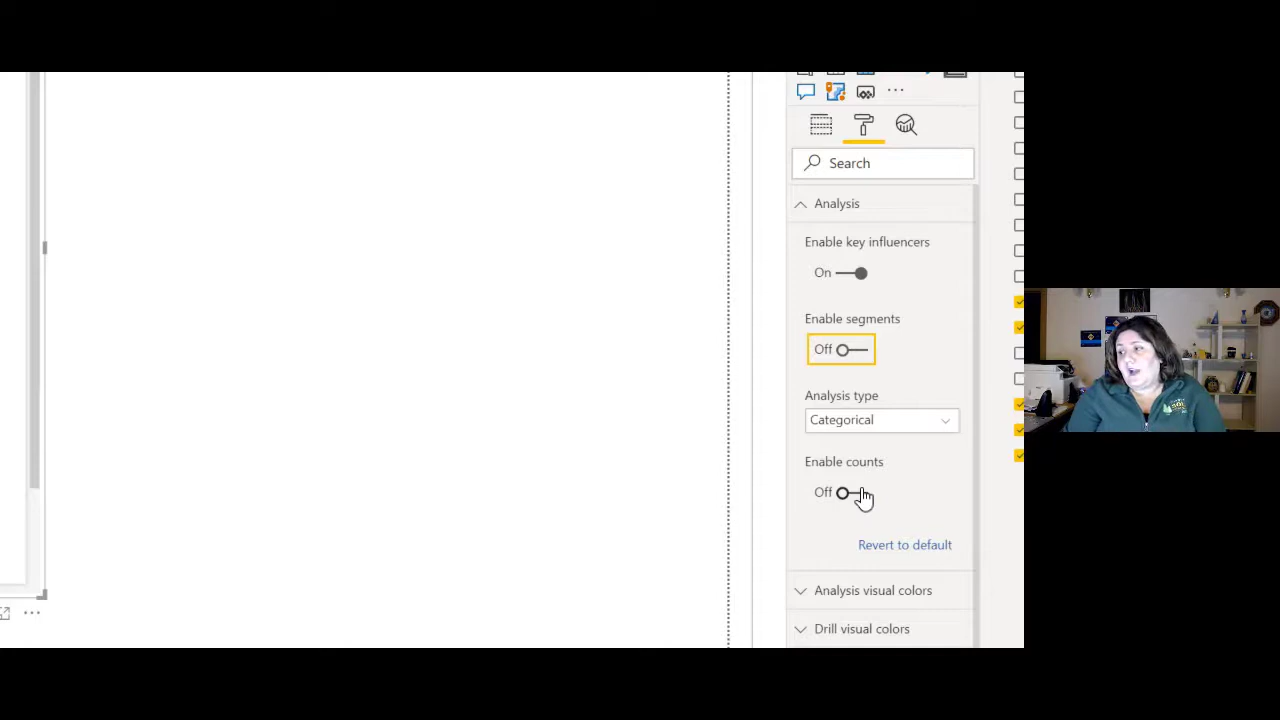 Search
Analysis
Enable key influencers
On
Enable segments
Off
Analysis type
Categorical
Enable counts
Off
Revert to default
Analysis visual colors
Drill visual colors